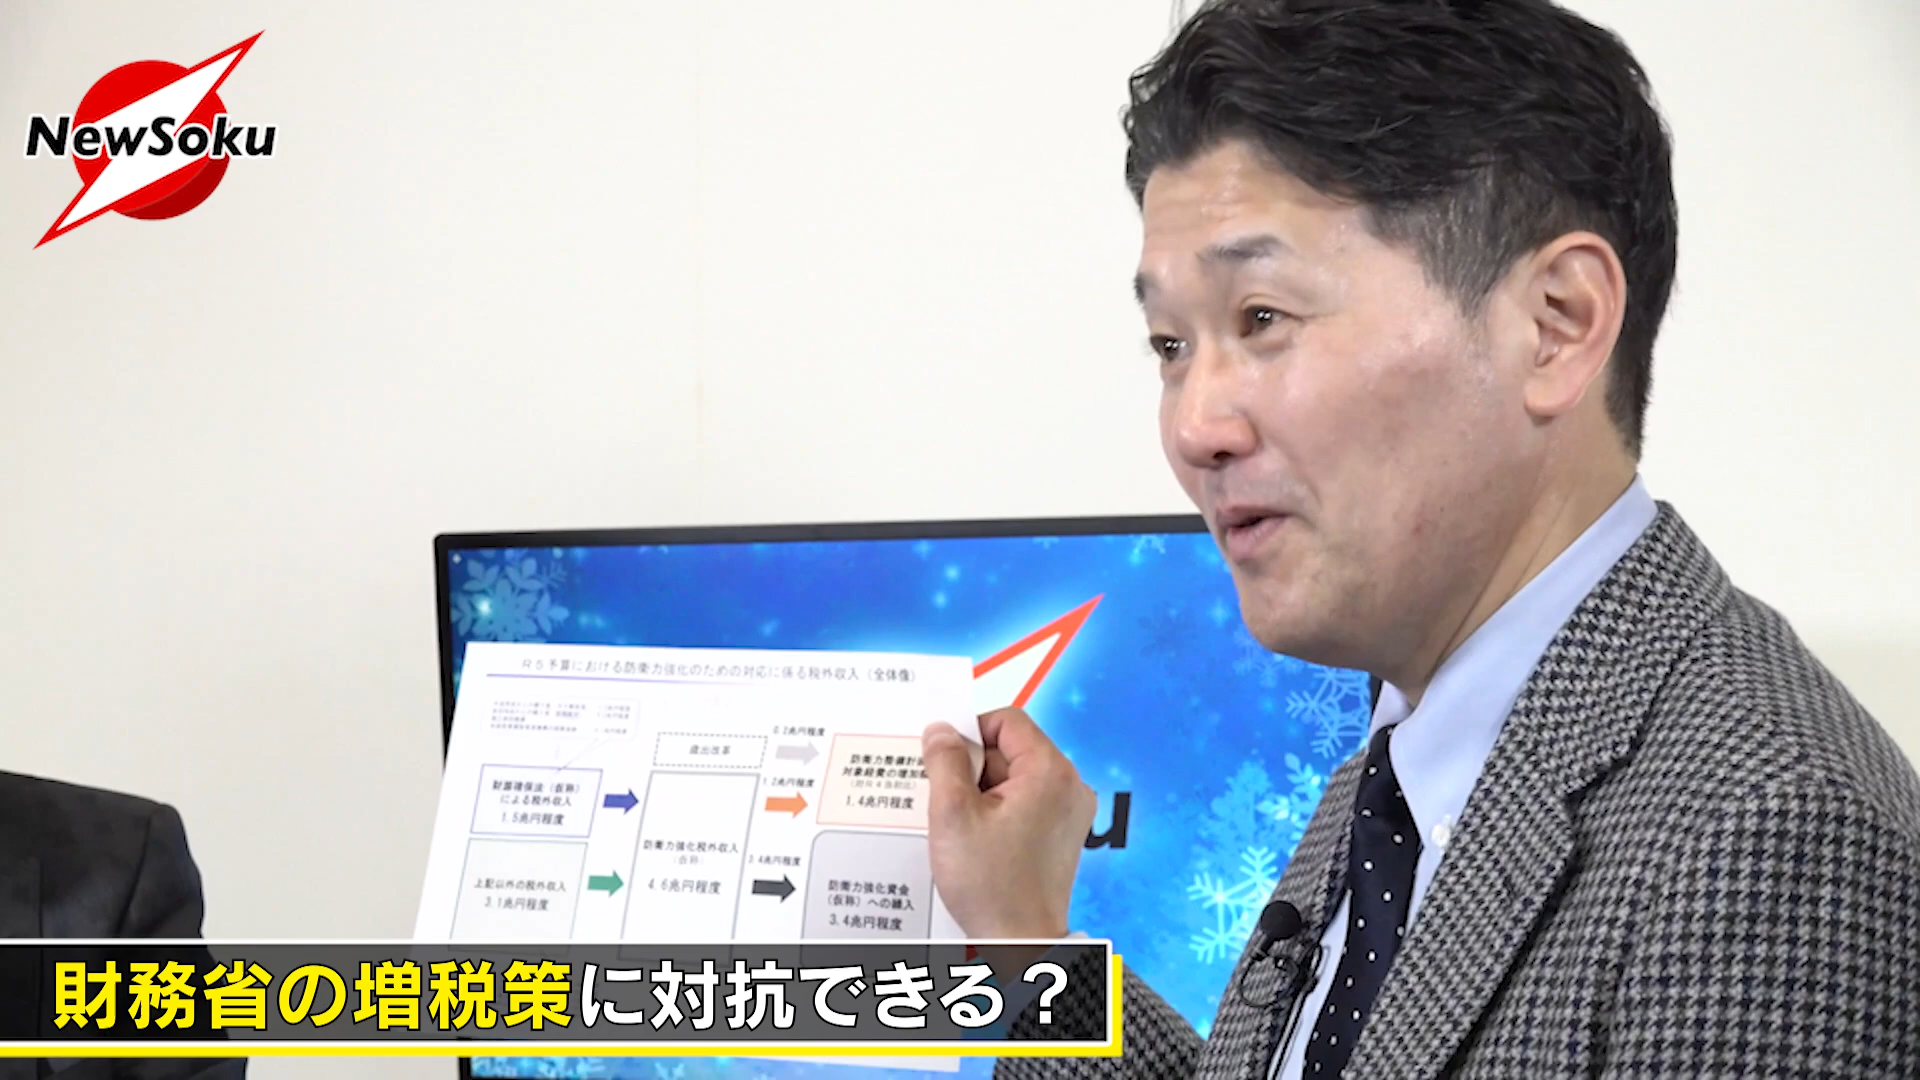 NewSoku
R5予算における防衛力強化のための対応に係る税外収入（全体像）
歳出改革
0.2兆円程度
財源確保法（仮称）
による税外収入
1.5兆円程度
1.2兆円程度
防衛力整備計画
対象経費の増加
1.4兆円程度
防衛力強化税外収入
（仮称）
4.6兆円程度
3.4兆円程度
上記以外の税外収入
3.1兆円程度
防衛力強化資金
（仮称）への繰入
3.4兆円程度
u
財務省の増税策に対抗できる？